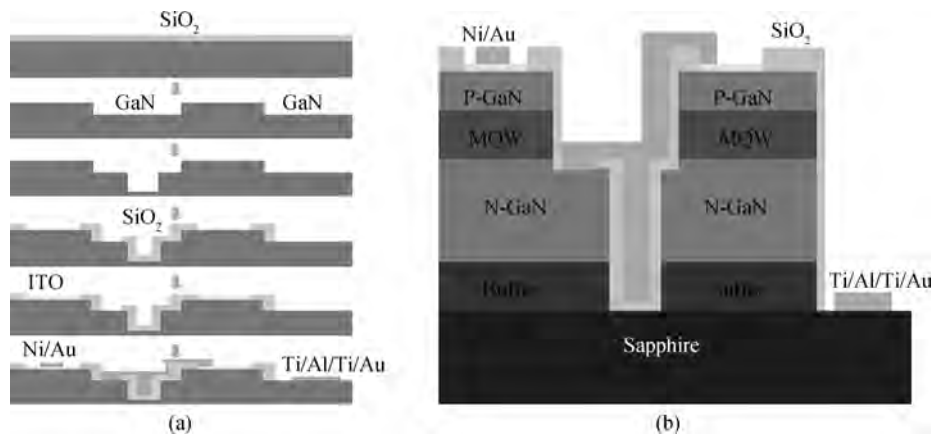 SiO2
GaN GaN
SiO2
ITO
Ni/Au
Ti/Al/Ti/Au
(a)
Ni/Au
SiO2
P-GaN P-GaN
MQW MQW
N-GaN N-GaN
Buffer
Ti/Al/Ti/Au
Sapphire
(b)